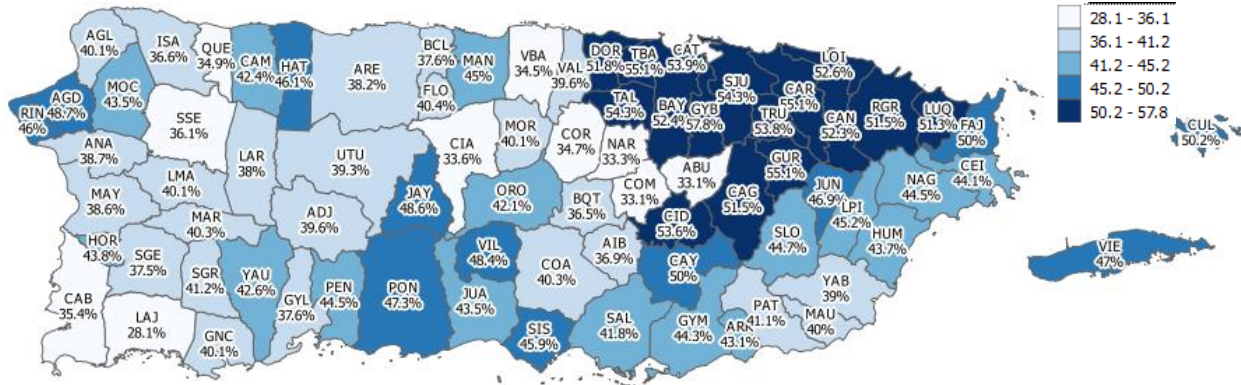 28.1 - 36.1
36.1 - 41.2
41.2 - 45.2
45.2 - 50.2
50.2 - 57.8
AGL
40.1%
ISA
36.6%
QUE
34.9%
CAM
42.4%
HAT
46.1%
ARE
38.2%
BCL
37.6%
MAN
45%
VBA
34.5%
VAL
39.6%
DOR
51.8%
TBA
55.1%
CAT
53.9%
SJU
54.3%
LOI
52.6%
MOC
43.5%
AGD
48.7%
RIN
46%
FLO
40.4%
TAL
54.3%
BAY
52.4%
GYB
57.8%
TRU
53.8%
CAR
55.1%
CAN
52.3%
RGR
51.5%
LUQ
51.3%
FAJ
50%
CUL
50.2%
SSE
36.1%
ANA
38.7%
LAR
38%
UTU
39.3%
CIA
33.6%
MOR
40.1%
COR
34.7%
NAR
33.3%
ABU
33.1%
GUR
55.1%
CEI
44.1%
NAG
44.5%
LMA
40.1%
MAY
38.6%
JAY
48.6%
ORO
42.1%
BQT
36.5%
COM
33.1%
CAG
51.5%
JUN
46.9%
LPI
45.2%
MAR
40.3%
ADJ
39.6%
CID
53.6%
HOR
43.8%
SGE
37.5%
SGR
41.2%
YAU
42.6%
VIL
48.4%
COA
40.3%
AIB
36.9%
CAY
50%
SLO
44.7%
HUM
43.7%
VIE
47%
CAB
35.4%
LAJ
28.1%
GNC
40.1%
GYL
37.6%
PEN
44.5%
PON
47.3%
JUA
43.5%
SIS
45.9%
SAL
41.8%
GYM
44.3%
ARR
43.1%
PAT
41.1%
MAU
40%
YAB
39%